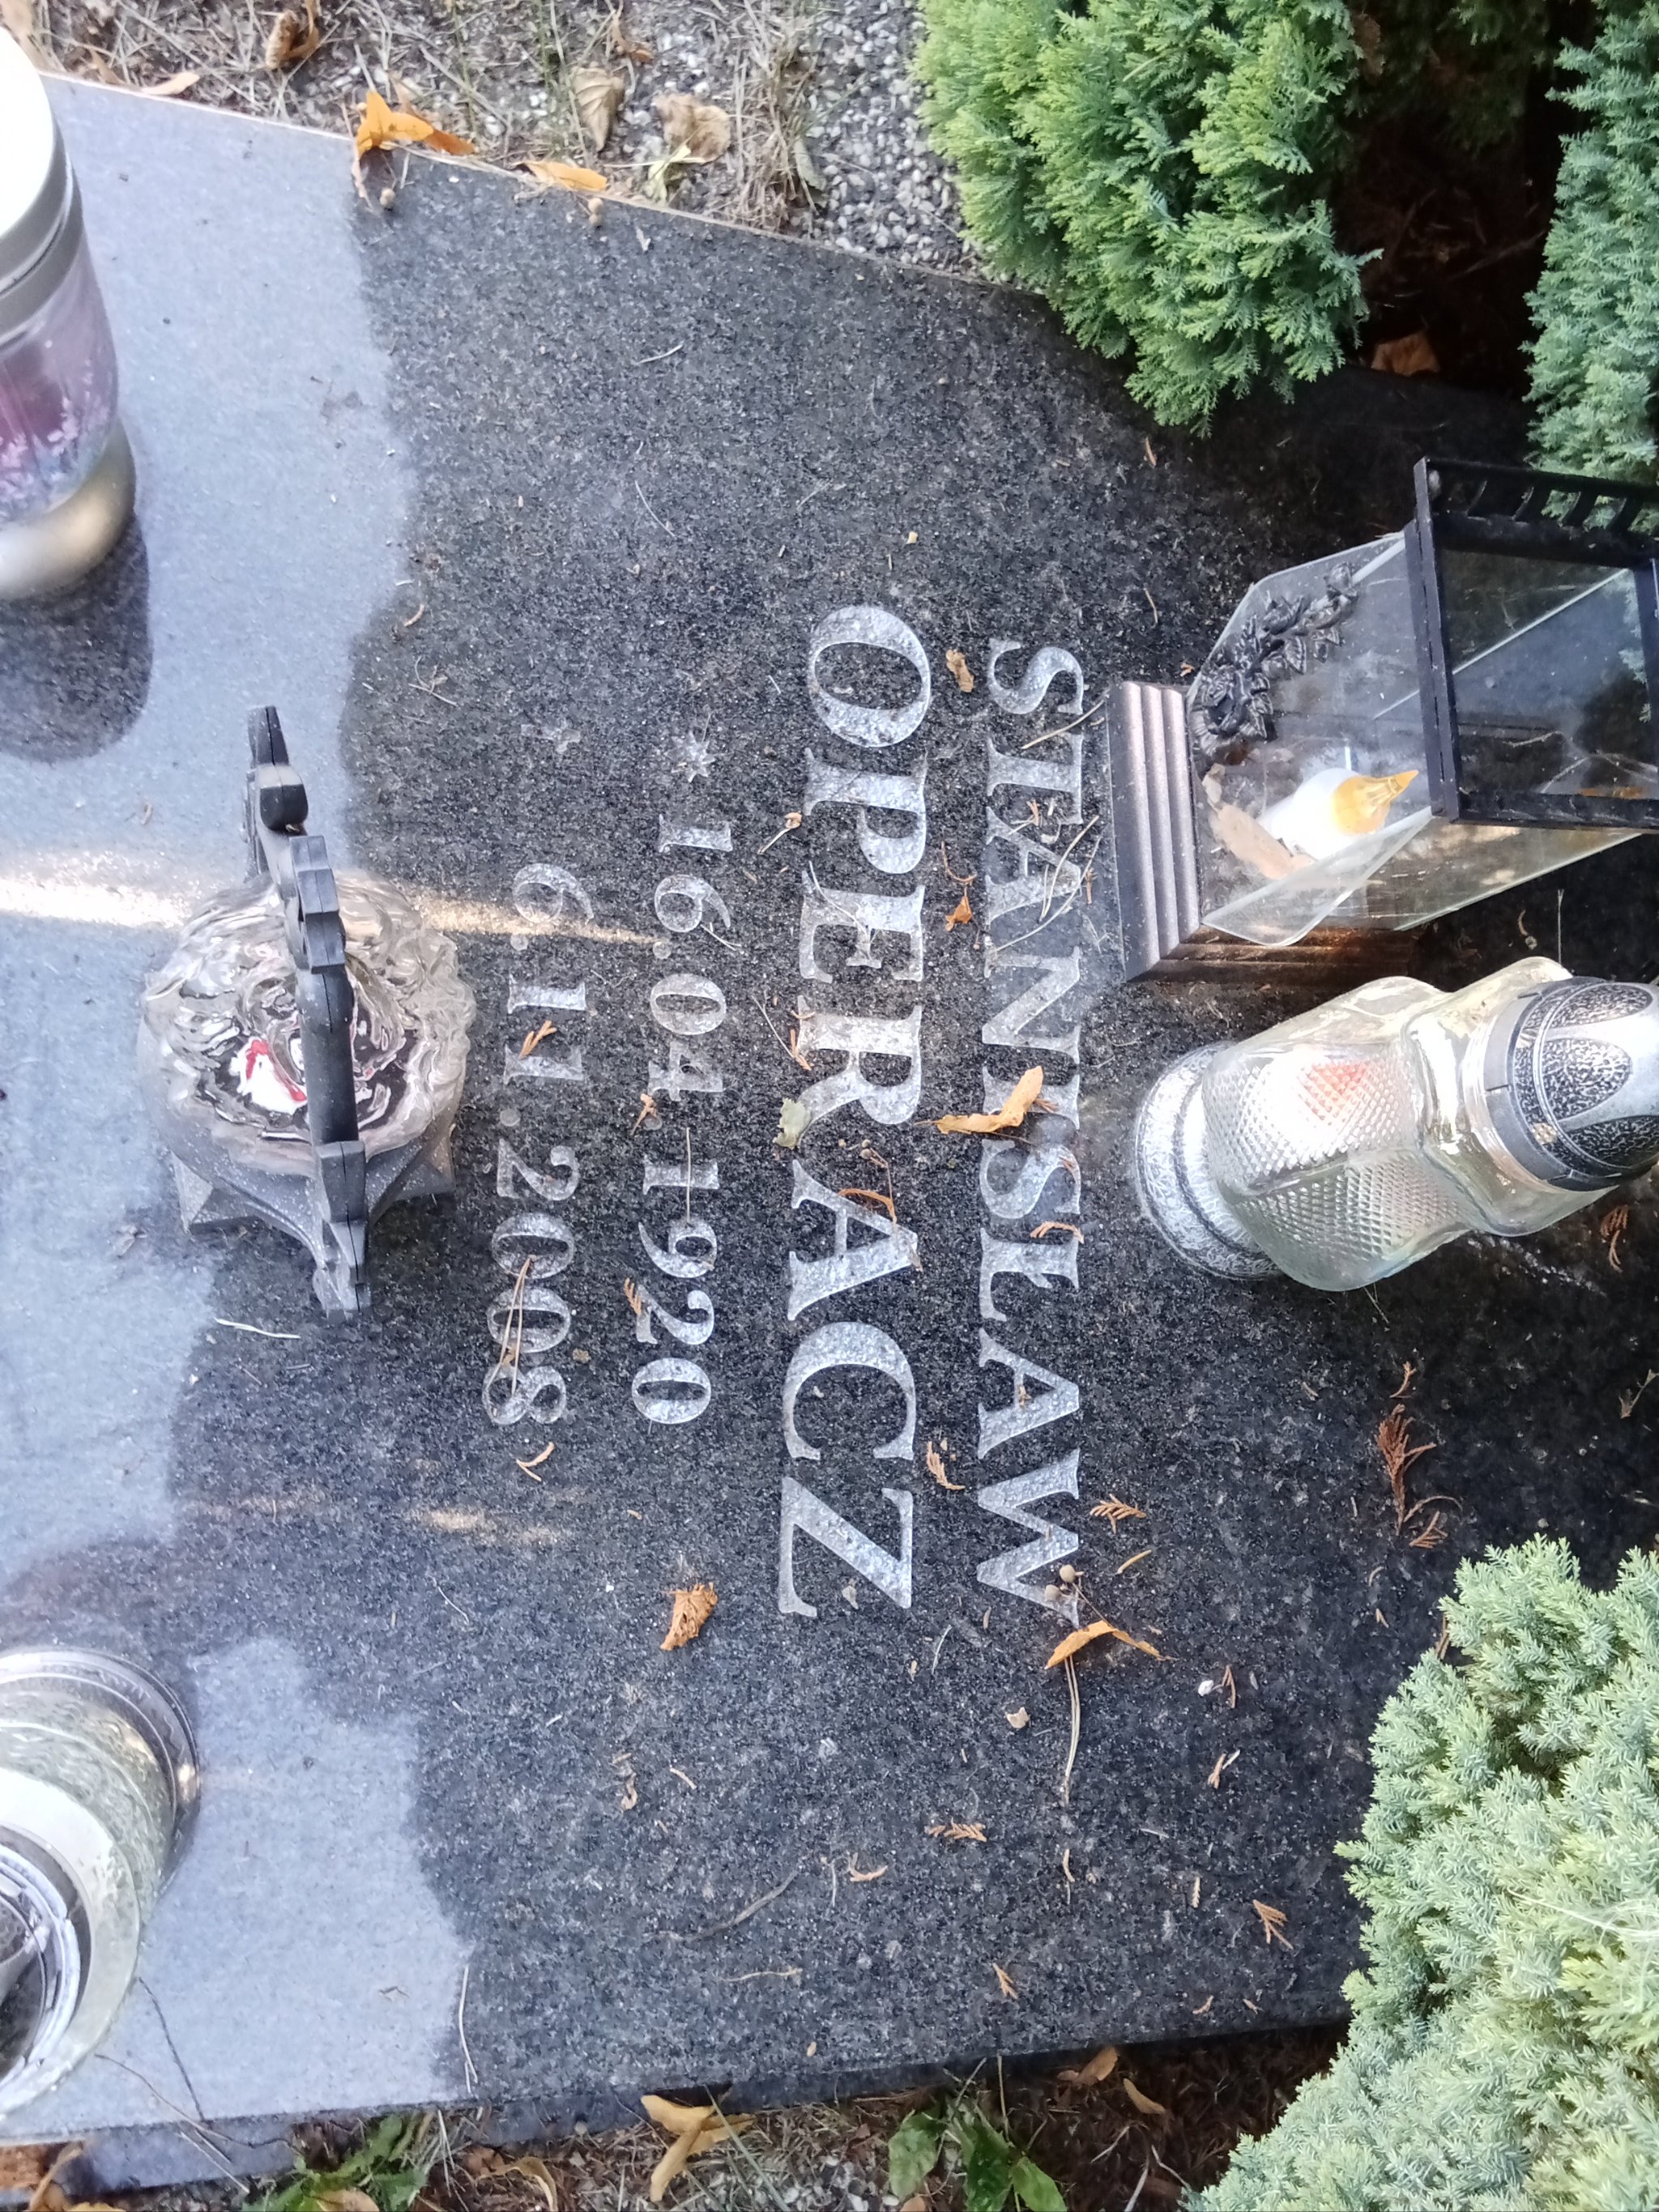 STANISŁAW
OPERACZ
* 16.04.1920
+ 6.11.2008